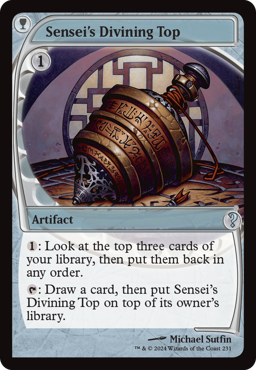 Sensei's Divining Top
1
Artifact
1: Look at the top three cards of
your library, then put them back in
any order.
: Draw a card, then put Sensei's
Divining Top on top of its owner's
library.
Michael Sutfin
™ & © 2024 Wizards of the Coast 231